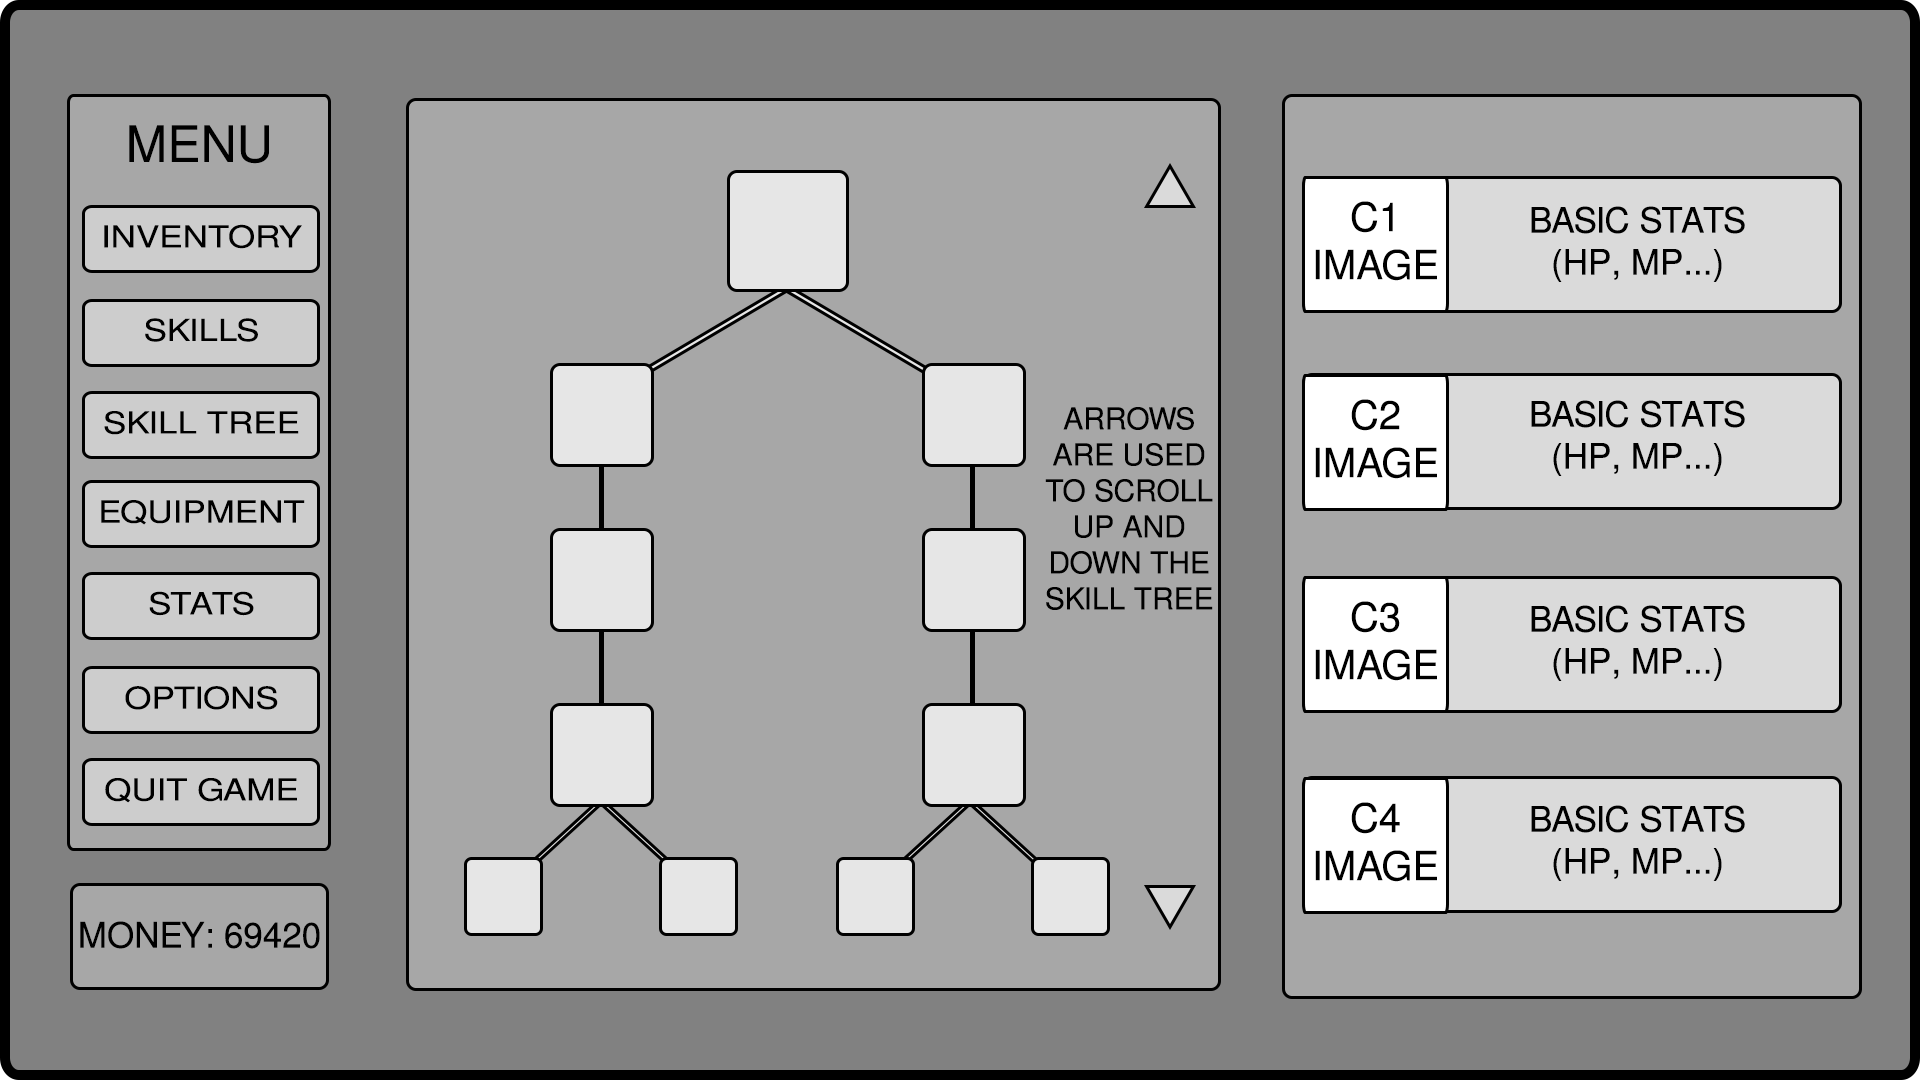 MENU
INVENTORY
SKILLS
SKILL TREE
EQUIPMENT
STATS
OPTIONS
QUIT GAME
MONEY: 69420
ARROWS
ARE USED
TO SCROLL
UP AND
DOWN THE
SKILL TREE
C1
IMAGE
BASIC STATS
(HP, MP...)
C2
IMAGE
BASIC STATS
(HP, MP...)
C3
IMAGE
BASIC STATS
(HP, MP...)
C4
IMAGE
BASIC STATS
(HP, MP...)